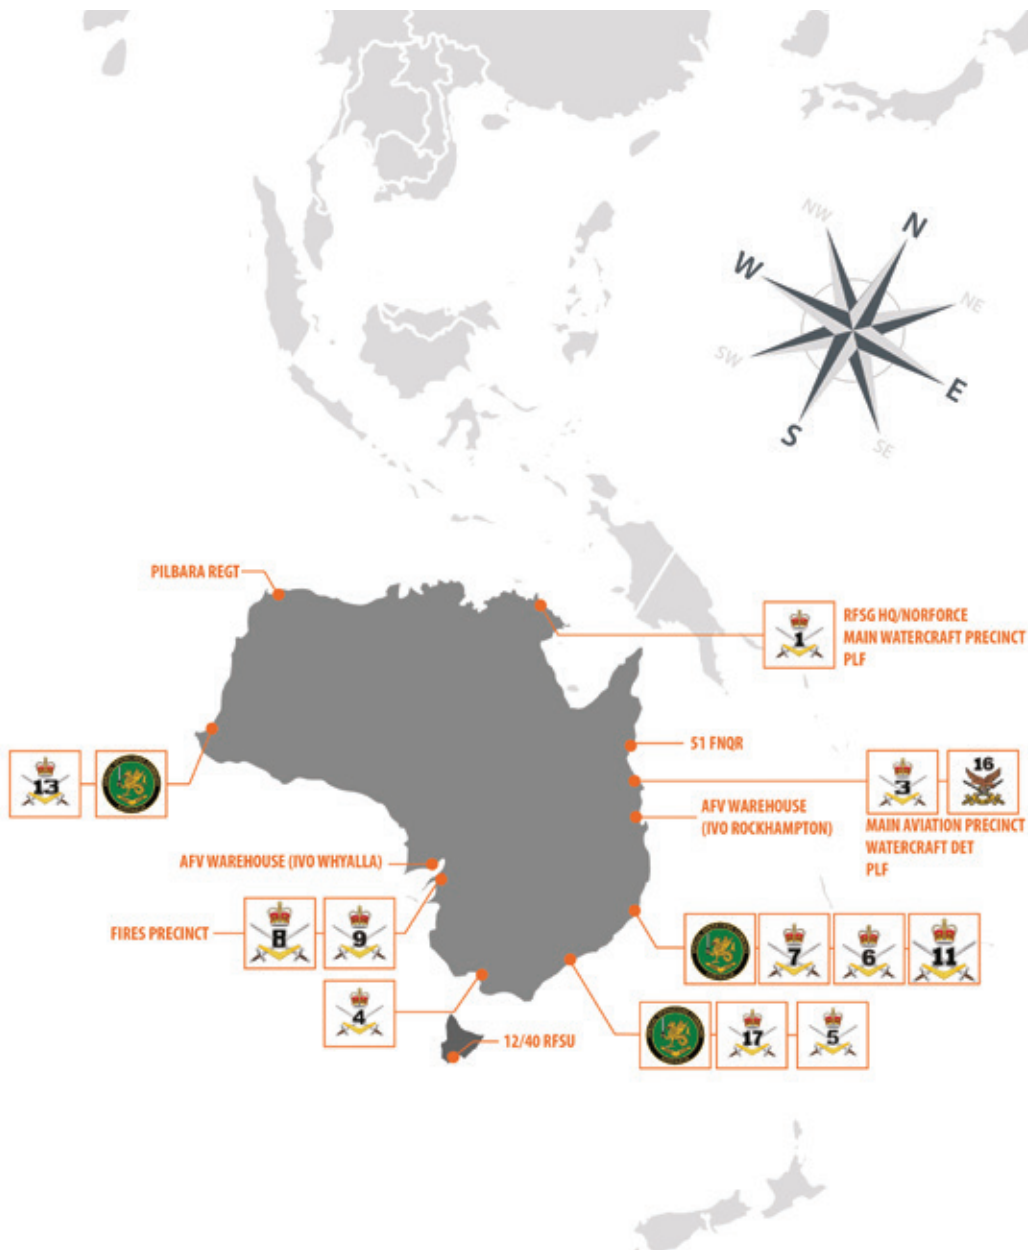 NW
N
W
NE
SW
E
S
SE
PILBARA REGT
1
RFSG HQ/NORFORCE
MAIN WATERCRAFT PRECINCT
PLF
51 FNQR
13
3
16
MAIN AVIATION PRECINCT
WATERCRAFT DET
PLF
AFV WAREHOUSE
(IVO ROCKHAMPTON)
AFV WAREHOUSE (IVO WHYALLA)
FIRES PRECINCT
8
9
7
6
11
4
12/40 RFSU
17
5